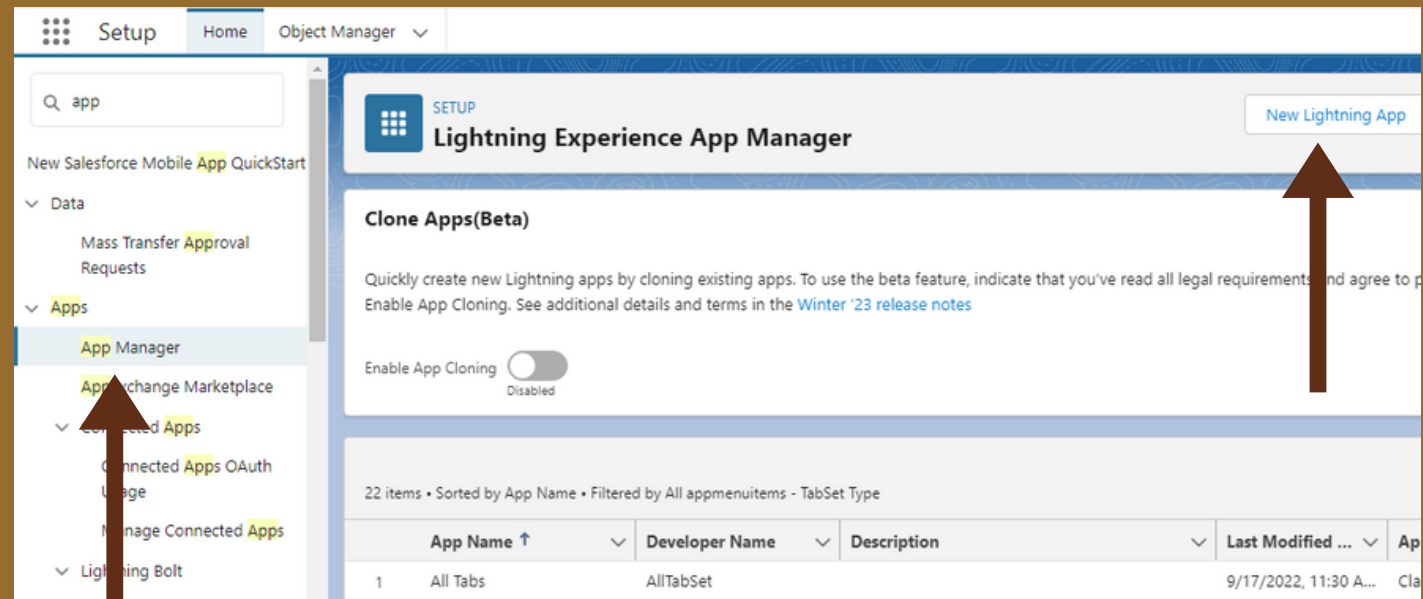 Setup Home Object Manager
app
New Salesforce Mobile App QuickStart
Data
Mass Transfer Approval
Requests
Apps
App Manager
Marketplace
Apps
Apps OAuth
Connected Apps
SETUP
Lightning Experience App Manager
New Lightning App
Clone Apps(Beta)
Quickly create new Lightning apps by cloning existing apps. To use the beta feature, indicate that you've read all legal requirements and agree to
Enable App Cloning. See additional details and terms in the Winter '23 release notes
Enable App Cloning
Disabled
22 items • Sorted by App Name • Filtered by All appmenuitems - TabSet Type
App Name ↑ Developer Name Description Last Modified ...
1 All Tabs AllTabSet 9/17/2022, 11:30 A...